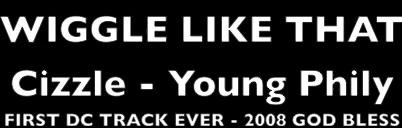 WIGGLE LIKE THAT
Cizzle - Young Phily
FIRST DC TRACK EVER - 2008 GOD BLESS